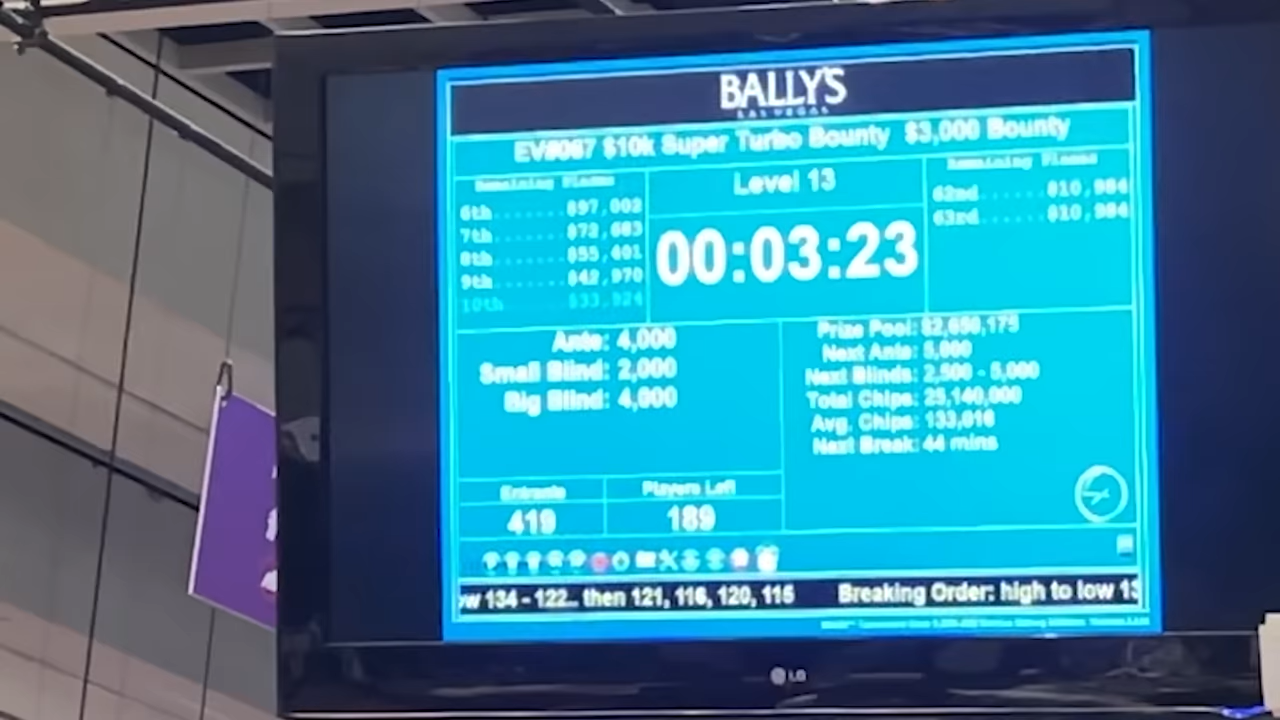 BALLY'S
LAS VEGAS
EV#067 $10k Super Turbo Bounty $3,000 Bounty
Remaining Places
6th.......$97,002
7th.......$72,683
8th.......$55,401
9th.......$42,970
10th $33,924
Level 13
00:03:23
Remaining Places
62nd......$10,984
63rd......$10,984
Ante: 4,000
Small Blind: 2,000
Big Blind: 4,000
Prize Pool:
Next Ante: 5,000
Next Blinds: 2,500 - 5,000
Total Chips: 25,140,000
Avg. Chips: 133,016
Next Break: 44 mins
Entrants
419
Players Left
189
w 134 - 122.. then 121, 116, 120, 115 Breaking Order: high to low 13
LG